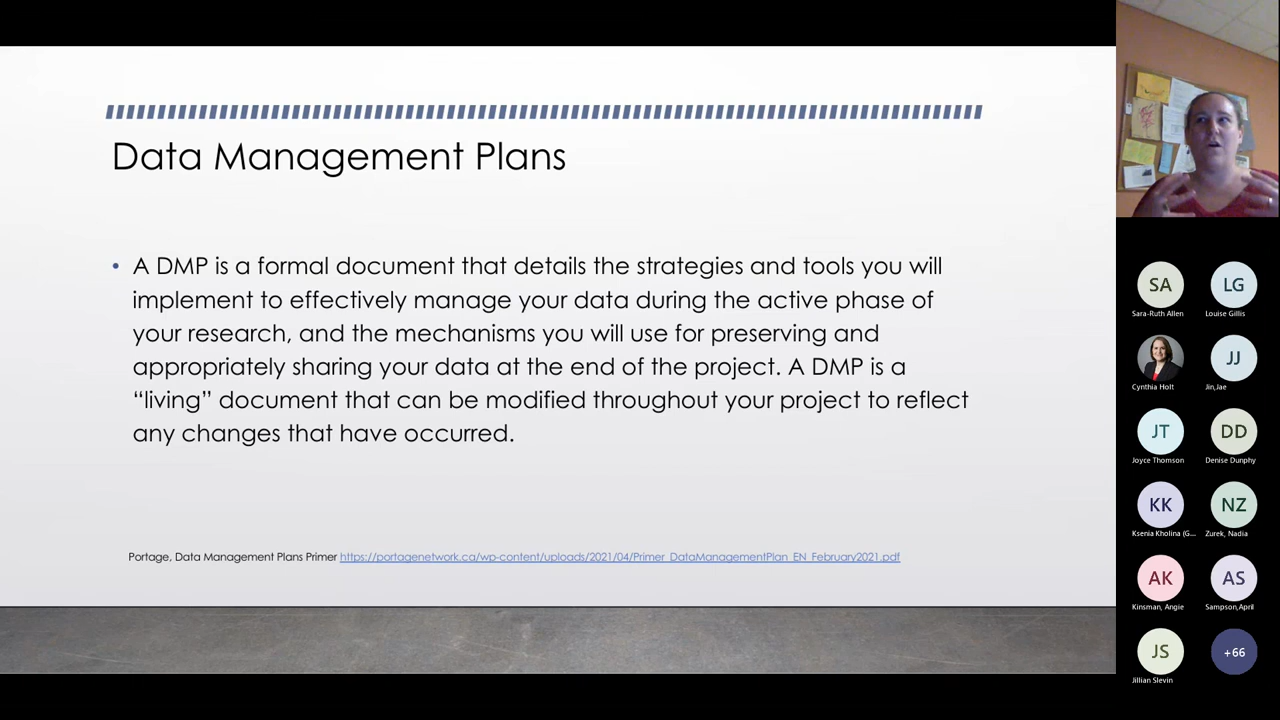 Data Management Plans
• A DMP is a formal document that details the strategies and tools you will
implement to effectively manage your data during the active phase of
your research, and the mechanisms you will use for preserving and
appropriately sharing your data at the end of the project. A DMP is a
“living” document that can be modified throughout your project to reflect
any changes that have occurred.
Portage, Data Management Plans Primer https://portagenetwork.ca/wp-content/uploads/2021/04/Primer_DataManagementPlan_EN_February2021.pdf
SA
Sara-Ruth Allen
LG
Louise Gillis
Cynthia Holt
JJ
Jin,Jae
JT
Joyce Thomson
DD
Denise Dunphy
KK
Ksenia Kholina (G...
NZ
Zurek, Nadia
AK
Kinsman, Angie
AS
Sampson,April
JS
Jillian Slevin
+66